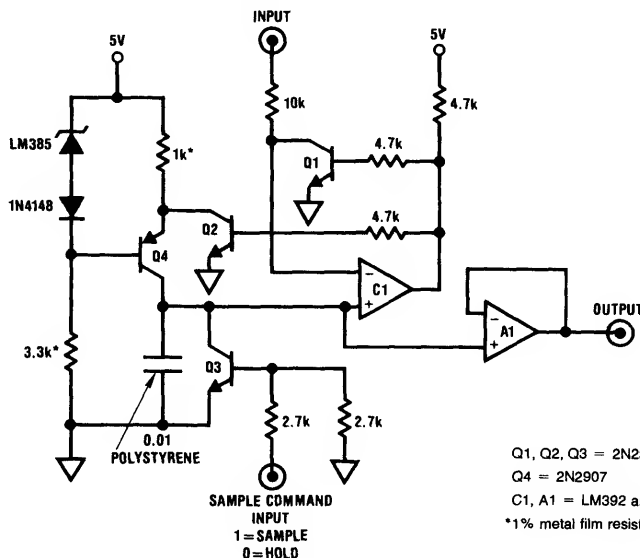 INPUT
5V
5V
10k
4.7k
LM385
1k*
4.7k
Q1
1N4148
4.7k
Q2
Q4
−
C1
+
−
A1
+
OUTPUT
3.3k*
Q3
2.7k
2.7k
0.01
POLYSTYRENE
SAMPLE COMMAND
INPUT
1 = SAMPLE
0 = HOLD
Q1, Q2, Q3 = 2N2
Q4 = 2N2907
C1, A1 = LM392 a
*1% metal film resist